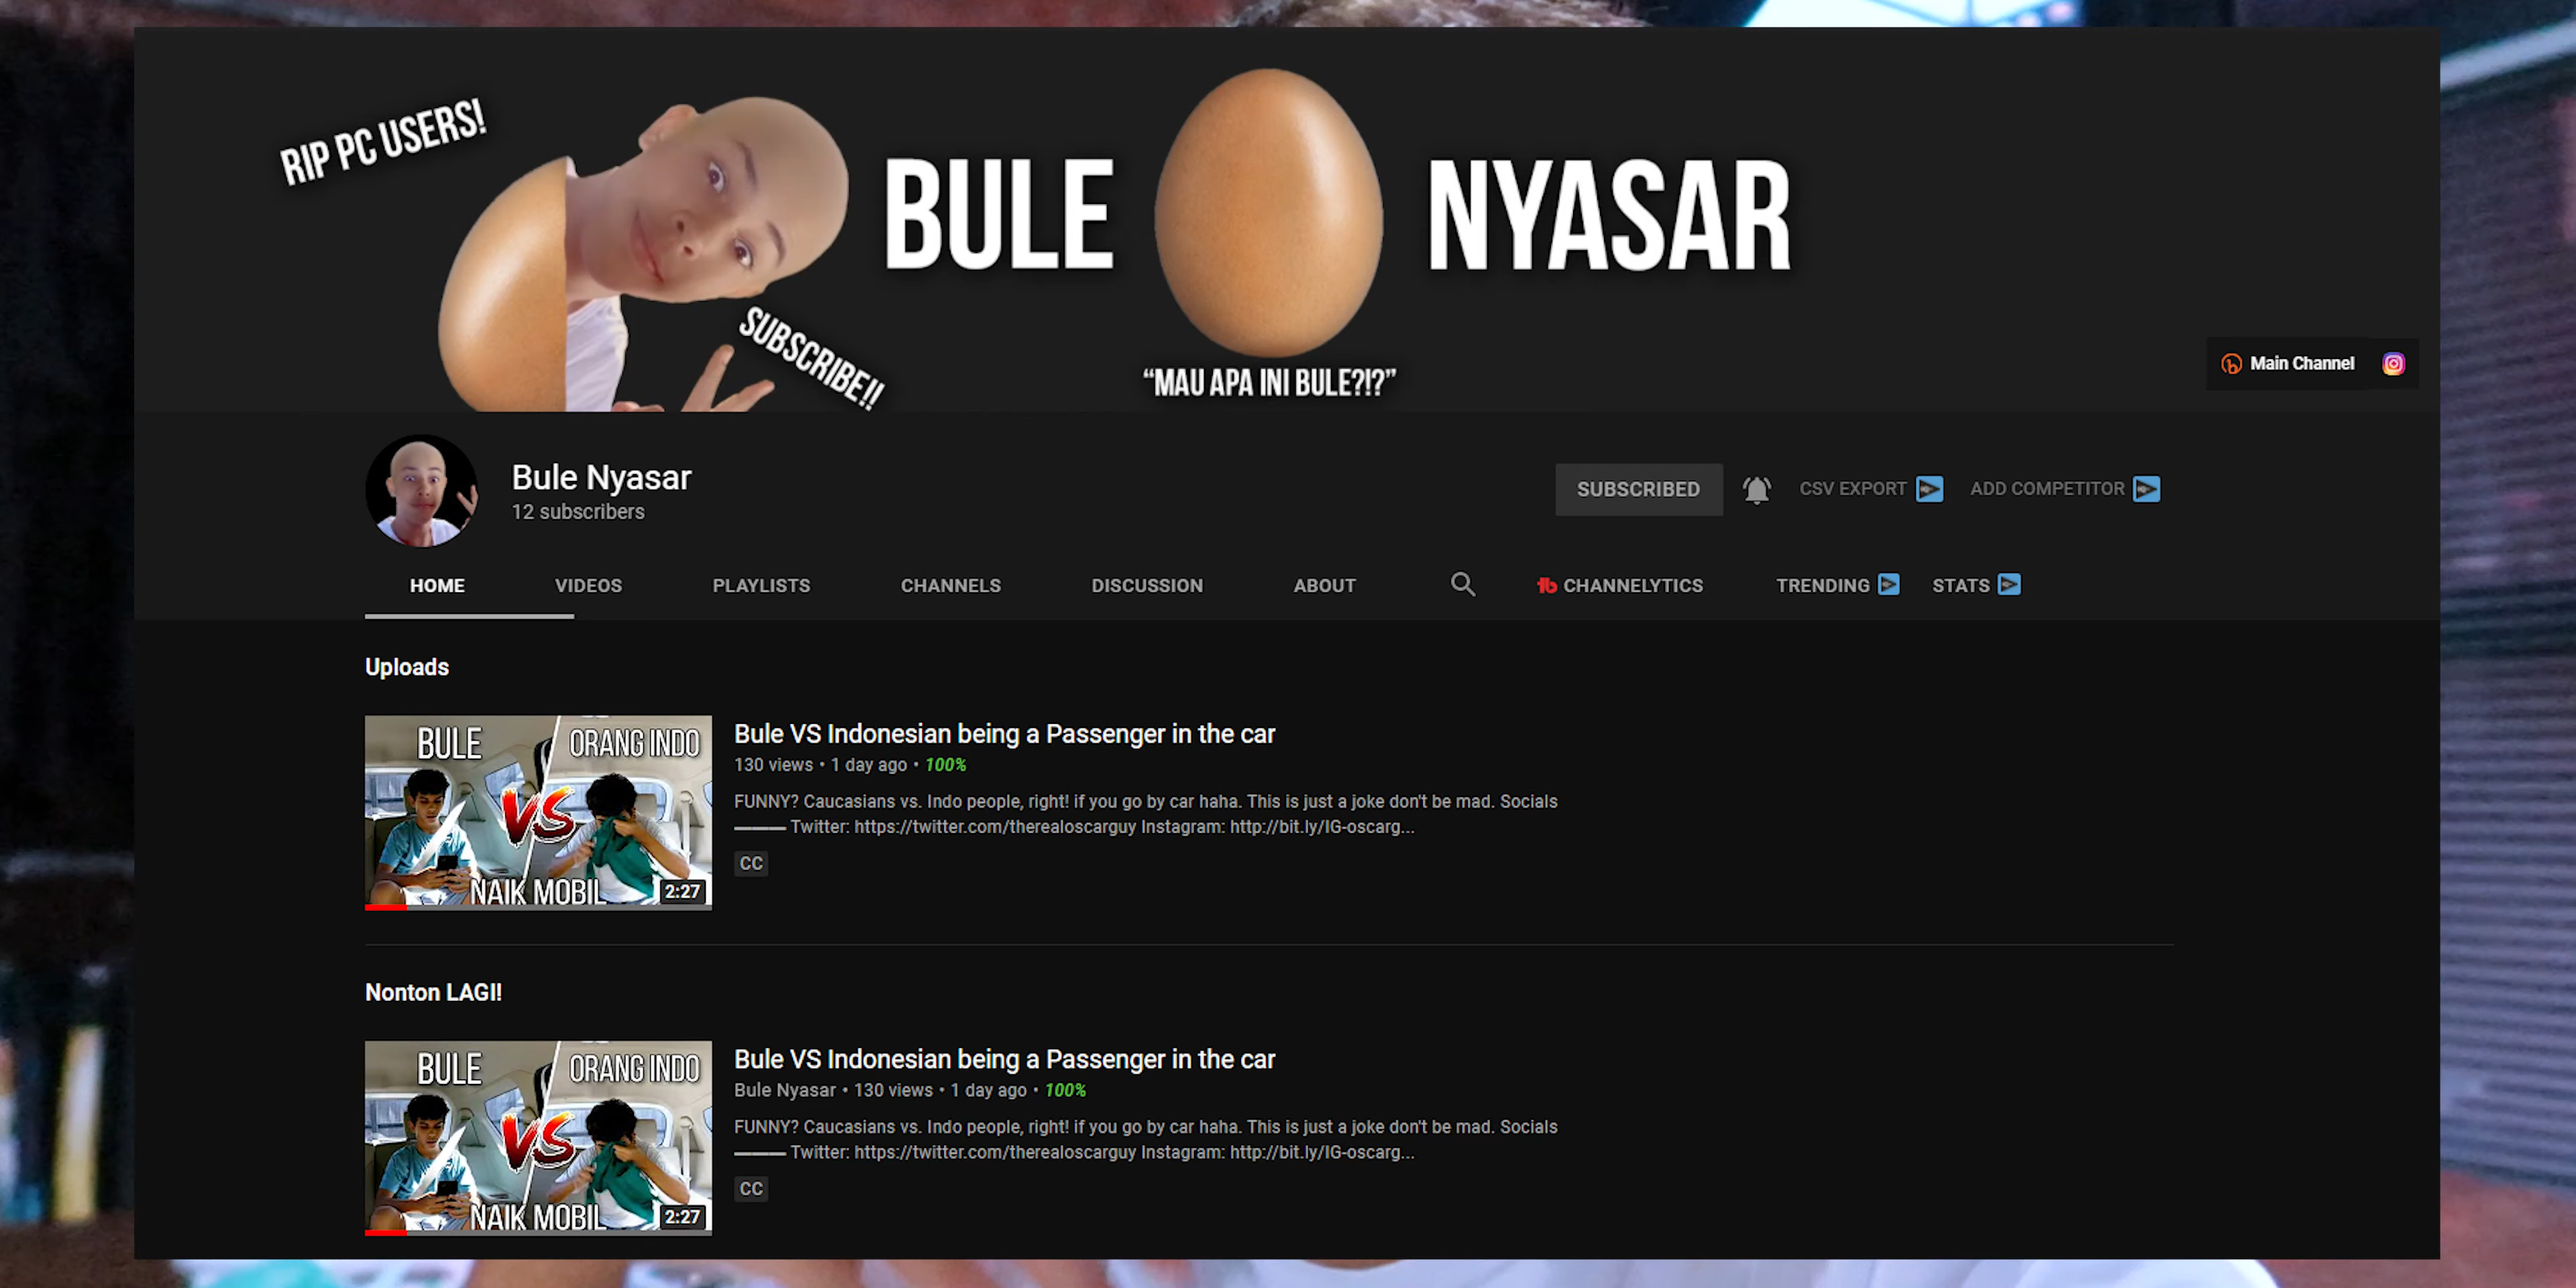 RIP PC USERS!
BULE NYASAR
SUBSCRIBE!!
“MAU APA INI BULE?!?”
Main Channel
Bule Nyasar
12 subscribers
SUBSCRIBED
CSV EXPORT
ADD COMPETITOR
HOME
VIDEOS
PLAYLISTS
CHANNELS
DISCUSSION
ABOUT
tb CHANNELYTICS
TRENDING
STATS
Uploads
BULE
ORANG INDO
VS
NAIK MOBIL
2:27
Bule VS Indonesian being a Passenger in the car
130 views • 1 day ago • 100%
FUNNY? Caucasians vs. Indo people, right! if you go by car haha. This is just a joke don't be mad. Socials
——— Twitter: https://twitter.com/therealoscarguy Instagram: http://bit.ly/IG-oscarg...
CC
Nonton LAGI!
BULE
ORANG INDO
VS
NAIK MOBIL
2:27
Bule VS Indonesian being a Passenger in the car
Bule Nyasar • 130 views • 1 day ago • 100%
FUNNY? Caucasians vs. Indo people, right! if you go by car haha. This is just a joke don't be mad. Socials
——— Twitter: https://twitter.com/therealoscarguy Instagram: http://bit.ly/IG-oscarg...
CC